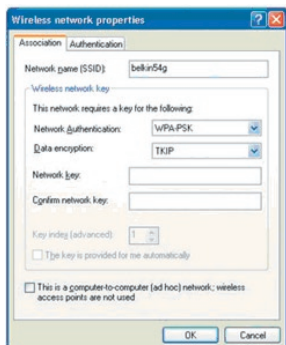 Wireless network properties
Association Authentication
Network name (SSID): belkin54g
Wireless network key
This network requires a key for the following:
Network Authentication: WPA-PSK
Data encryption: TKIP
Network key:
Confirm network key:
Key index (advanced): 1
The key is provided for me automatically
This is a computer-to-computer (ad hoc) network; wireless
access points are not used
OK Cancel